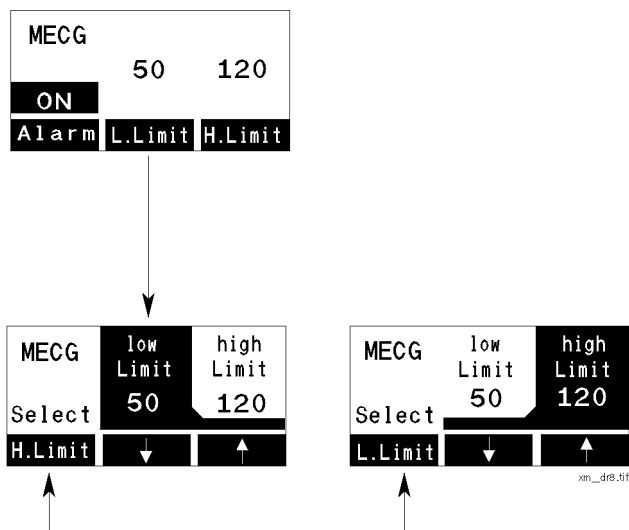 MECG
50 120
ON
Alarm L.Limit H.Limit
MECG low Limit high Limit
50 120
Select
H.Limit ↓ ↑
MECG low Limit high Limit
50 120
Select
L.Limit ↓ ↑
xm_dr8.tif